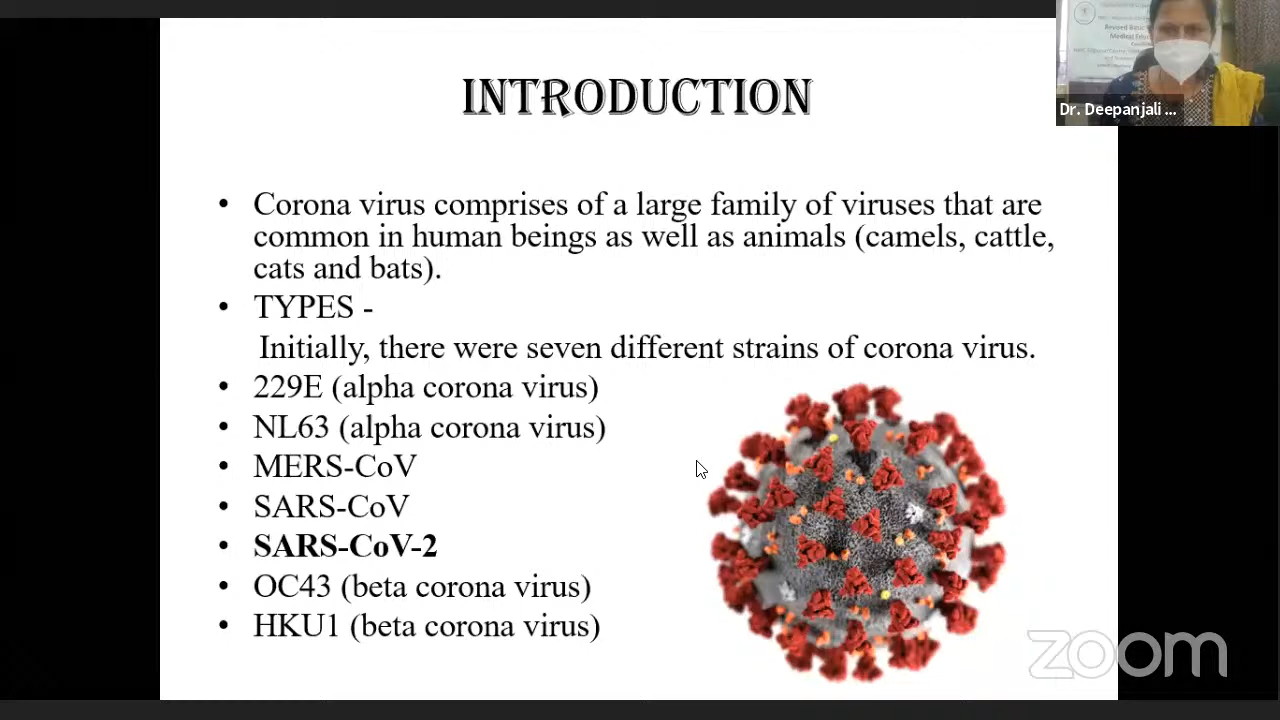 INTRODUCTION
• Corona virus comprises of a large family of viruses that are
common in human beings as well as animals (camels, cattle,
cats and bats).
• TYPES -
Initially, there were seven different strains of corona virus.
• 229E (alpha corona virus)
• NL63 (alpha corona virus)
• MERS-CoV
• SARS-CoV
• SARS-CoV-2
• OC43 (beta corona virus)
• HKU1 (beta corona virus)
Revised Basic
Medical
Dr. Deepanjali ...
zoom